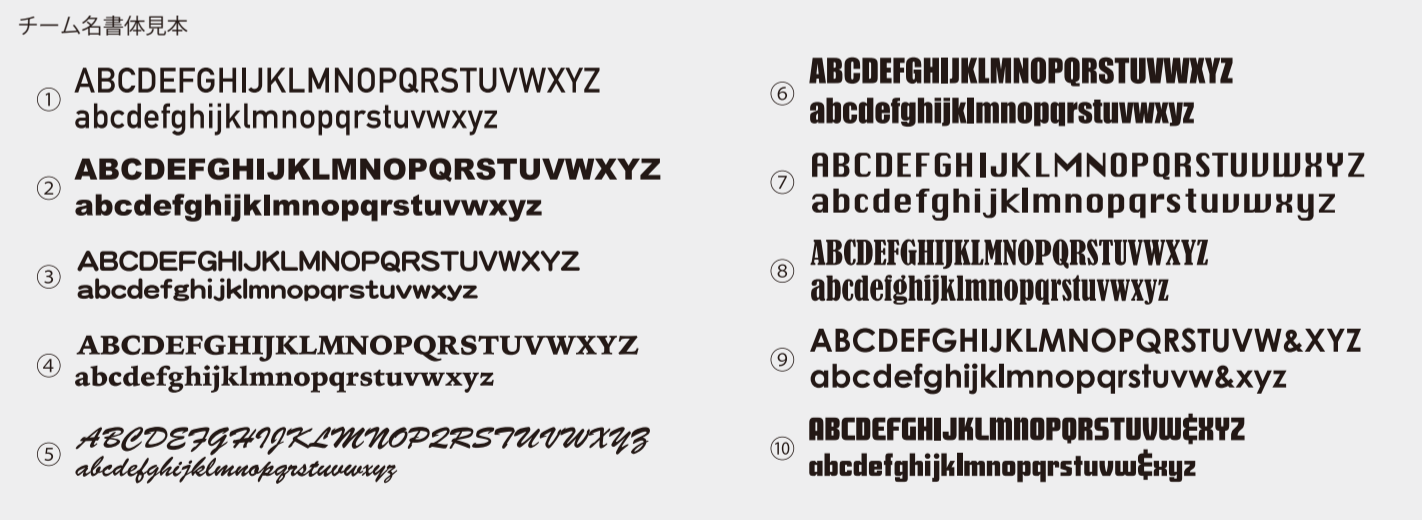 チーム名書体見本
① ABCDEFGHIJKLMNOPQRSTUVWXYZ
abcdefghijklmnopqrstuvwxyz
② ABCDEFGHIJKLMNOPQRSTUVWXYZ
abcdefghijklmnopqrstuvwxyz
③ ABCDEFGHIJKLMNOPQRSTUVWXYZ
abcdefghijklmnopqrstuvwxyz
④ ABCDEFGHIJKLMNOPQRSTUVWXYZ
abcdefghijklmnopqrstuvwxyz
⑤ ABCDEFGHIJKLMNOPQRSTUVWXYZ
abcdefghijklmnopqrstuvwxyz
⑥ ABCDEFGHIJKLMNOPQRSTUVWXYZ
abcdefghijklmnopqrstuvwxyz
⑦ ABCDEFGHIJKLMNOPQRSTUVWXYZ
abcdefghijklmnopqrstuvwxyz
⑧ ABCDEFGHIJKLMNOPQRSTUVWXYZ
abcdefghijklmnopqrstuvwxyz
⑨ ABCDEFGHIJKLMNOPQRSTUVW&XYZ
abcdefghijklmnopqrstuvw&xyz
⑩ ABCDEFGHIJKLMNOPQRSTUVW&XYZ
abcdefghijklmnopqrstuvw&xyz